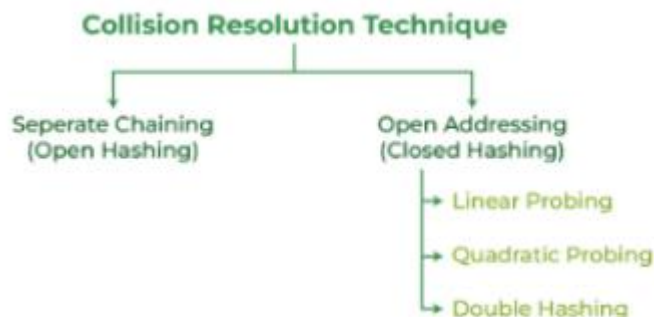 Collision Resolution Technique
Seperate Chaining
(Open Hashing)
Open Addressing
(Closed Hashing)
Linear Probing
Quadratic Probing
Double Hashing